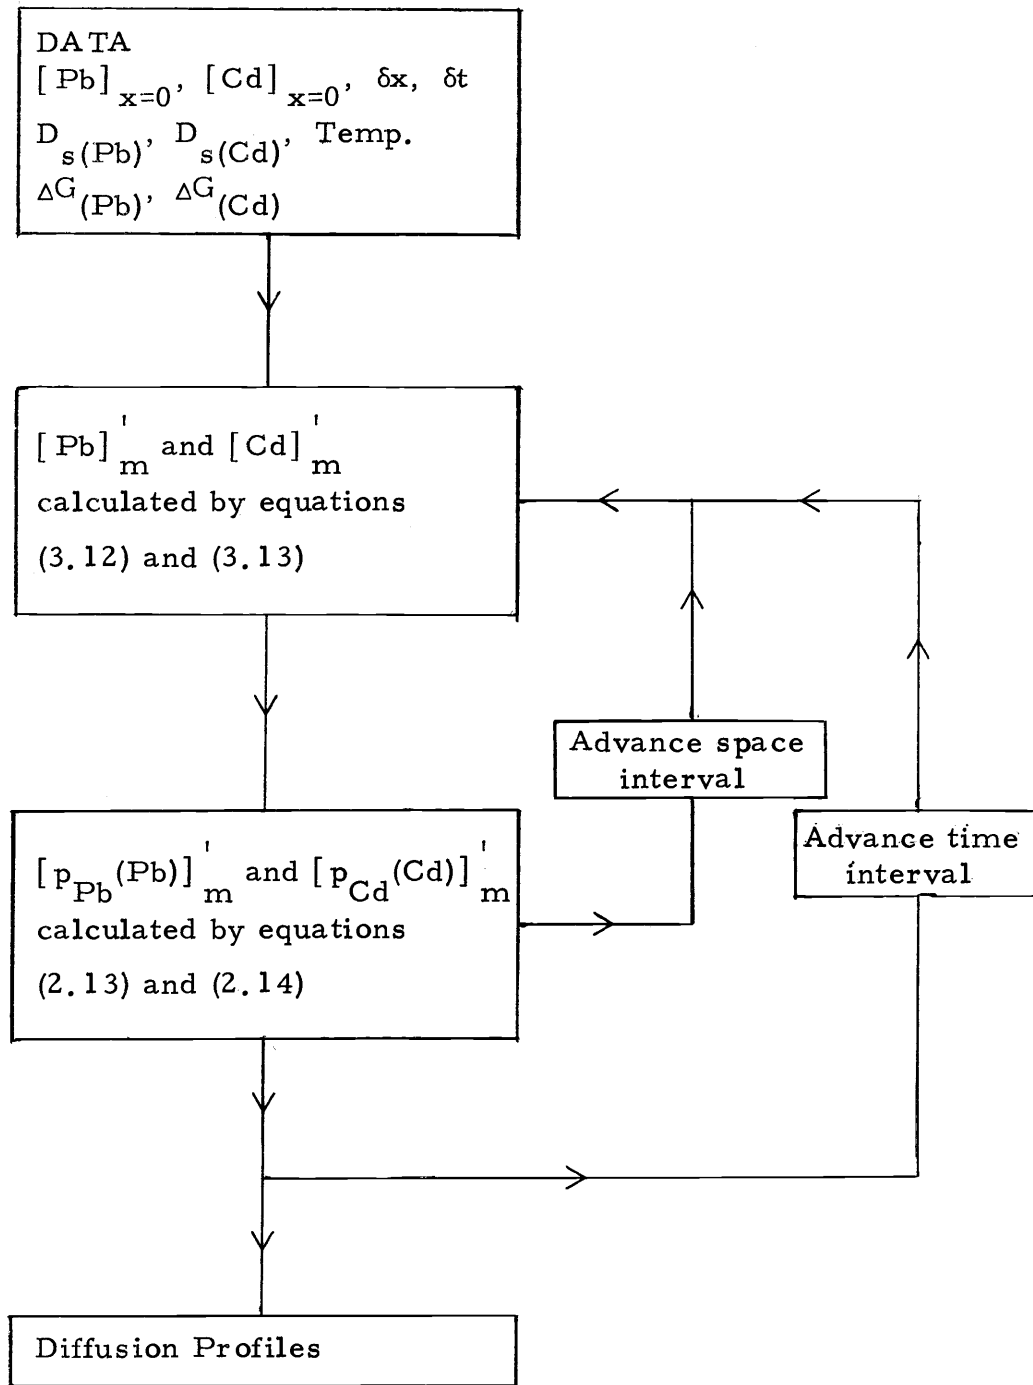 DATA
[Pb]x=0, [Cd]x=0, δx, δt
Ds(Pb), Ds(Cd), Temp.
ΔG(Pb), ΔG(Cd)
[Pb]'m and [Cd]'m
calculated by equations
(3.12) and (3.13)
Advance space
interval
Advance time
interval
[pPb(Pb)]'m and [pCd(Cd)]'m
calculated by equations
(2.13) and (2.14)
Diffusion Profiles